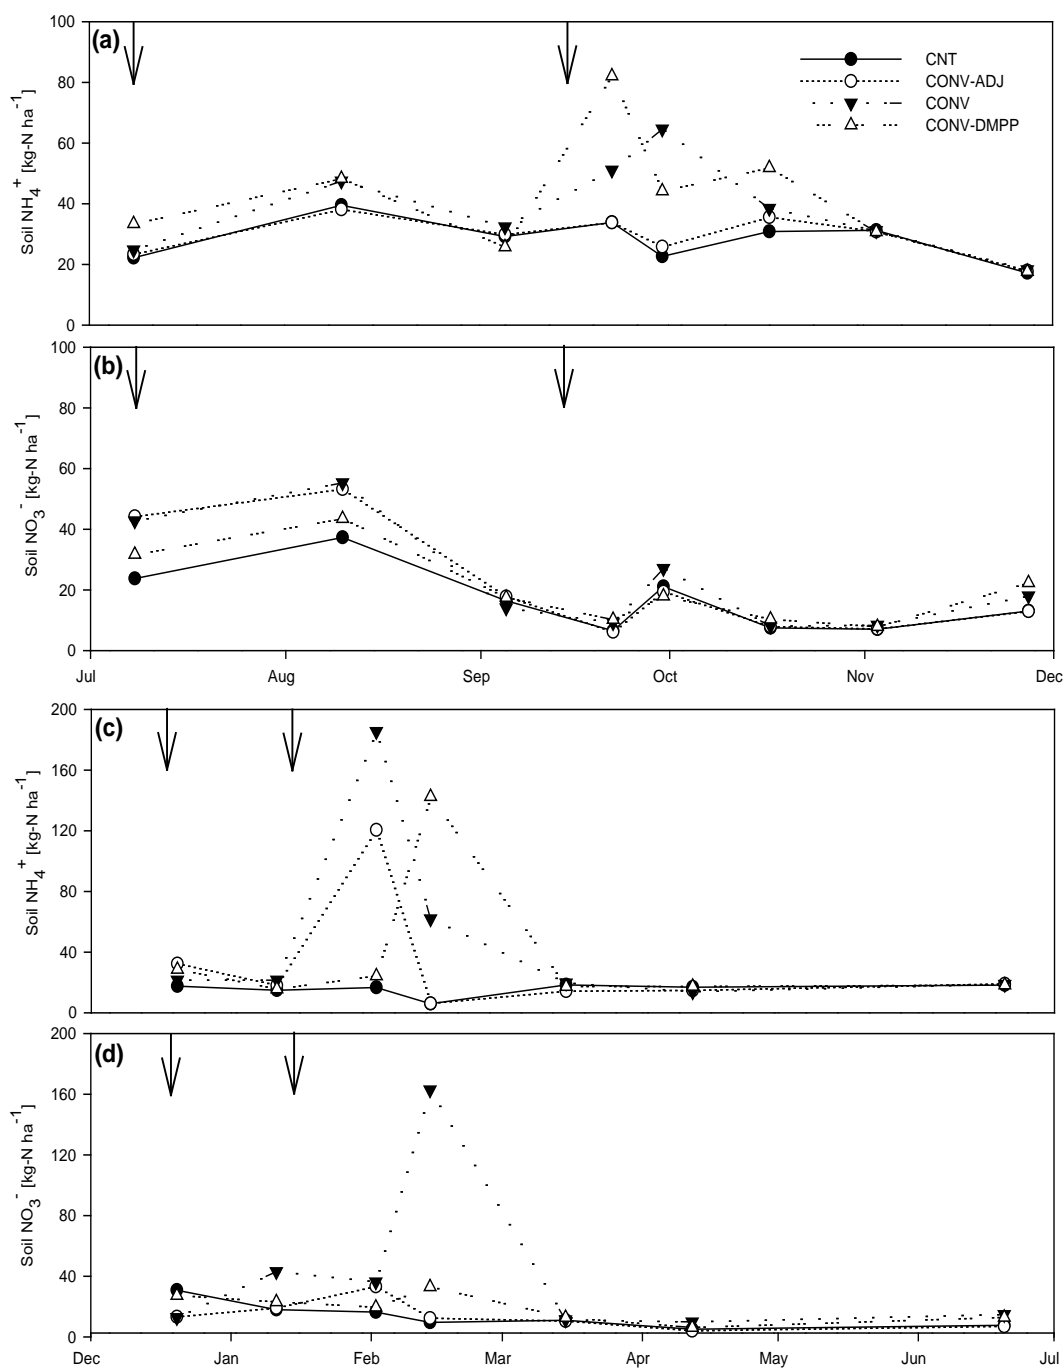 100
(a)
CNT
80
CONV-ADJ
CONV
CONV-DMPP
60
40
20
0
Soil NH₄⁺ [kg-N ha⁻¹]
100
(b)
80
60
40
20
0
Soil NO₃⁻ [kg-N ha⁻¹]
Jul Aug Sep Oct Nov Dec
200
(c)
160
120
80
40
0
Soil NH₄⁺ [kg-N ha⁻¹]
200
(d)
160
120
80
40
0
Soil NO₃⁻ [kg-N ha⁻¹]
Dec Jan Feb Mar Apr May Jun Jul